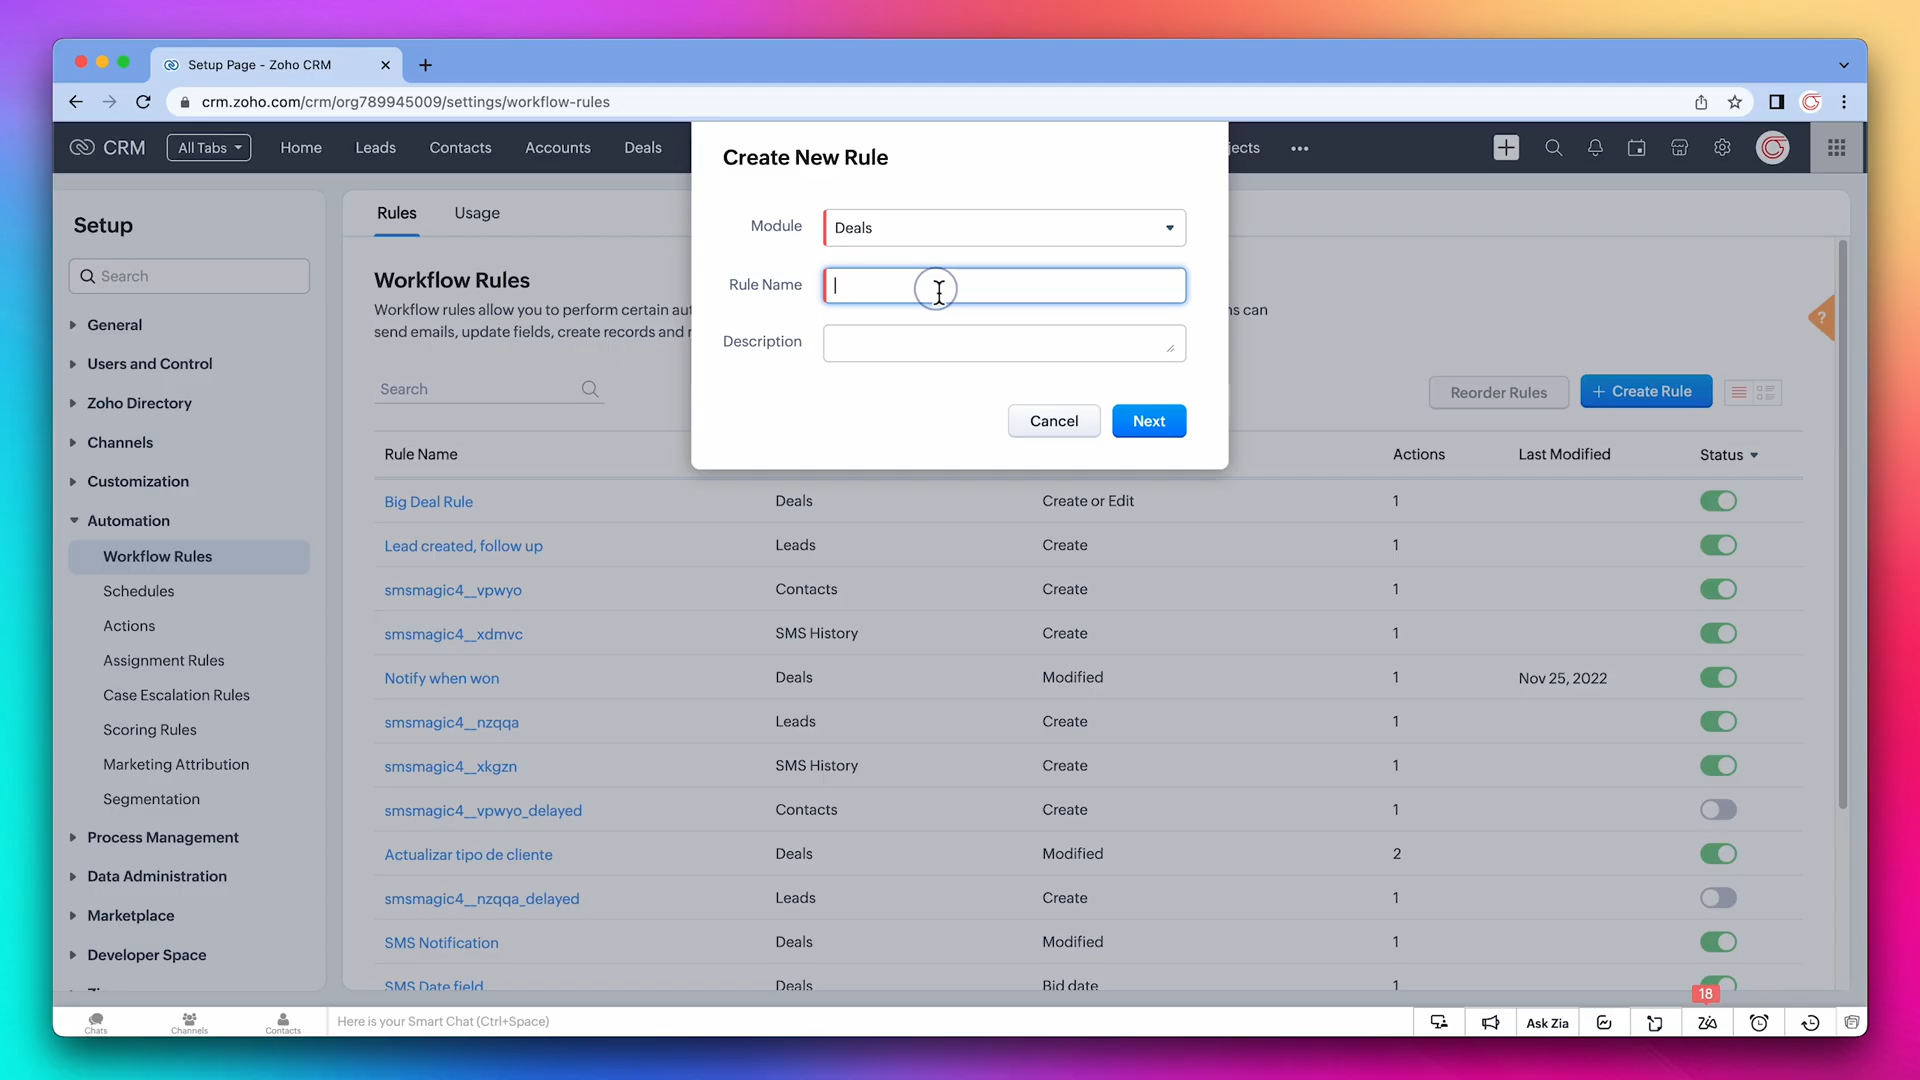 Setup Page - Zoho CRM
crm.zoho.com/crm/org789945009/settings/workflow-rules
CRM
All Tabs
Home
Leads
Contacts
Accounts
Deals
jects
Create New Rule
Module
Deals
Rule Name
Description
Cancel
Next
Setup
Search
General
Users and Control
Zoho Directory
Channels
Customization
Automation
Workflow Rules
Schedules
Actions
Assignment Rules
Case Escalation Rules
Scoring Rules
Marketing Attribution
Segmentation
Process Management
Data Administration
Marketplace
Developer Space
Rules
Usage
Workflow Rules
Workflow rules allow you to perform certain aut
ns can
send emails, update fields, create records and
Search
Reorder Rules
+ Create Rule
?
Rule Name
Actions
Last Modified
Status
Big Deal Rule
Deals
Create or Edit
1
Lead created, follow up
Leads
Create
1
smsmagic4__vpwyo
Contacts
Create
1
smsmagic4__xdmvc
SMS History
Create
1
Notify when won
Deals
Modified
1
Nov 25, 2022
smsmagic4__nzqqa
Leads
Create
1
smsmagic4__xkgzn
SMS History
Create
1
smsmagic4__vpwyo_delayed
Contacts
Create
1
Actualizar tipo de cliente
Deals
Modified
2
smsmagic4__nzqqa_delayed
Leads
Create
1
SMS Notification
Deals
Modified
1
SMS Date field
Deals
Bid date
1
18
Chats
Channels
Contacts
Here is your Smart Chat (Ctrl+Space)
Ask Zia